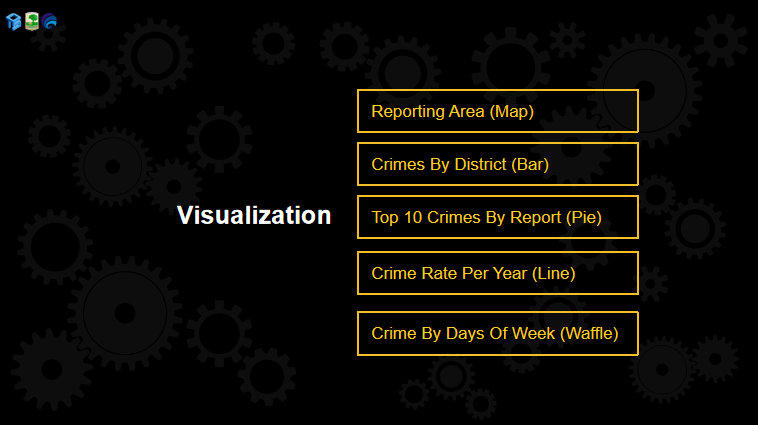 Visualization
Reporting Area (Map)
Crimes By District (Bar)
Top 10 Crimes By Report (Pie)
Crime Rate Per Year (Line)
Crime By Days Of Week (Waffle)